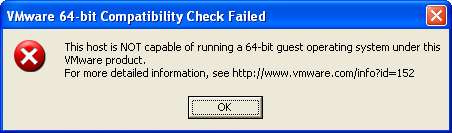 VMware 64-bit Compatibility Check Failed
This host is NOT capable of running a 64-bit guest operating system under this
VMware product.
For more detailed information, see http://www.vmware.com/info?id=152
OK